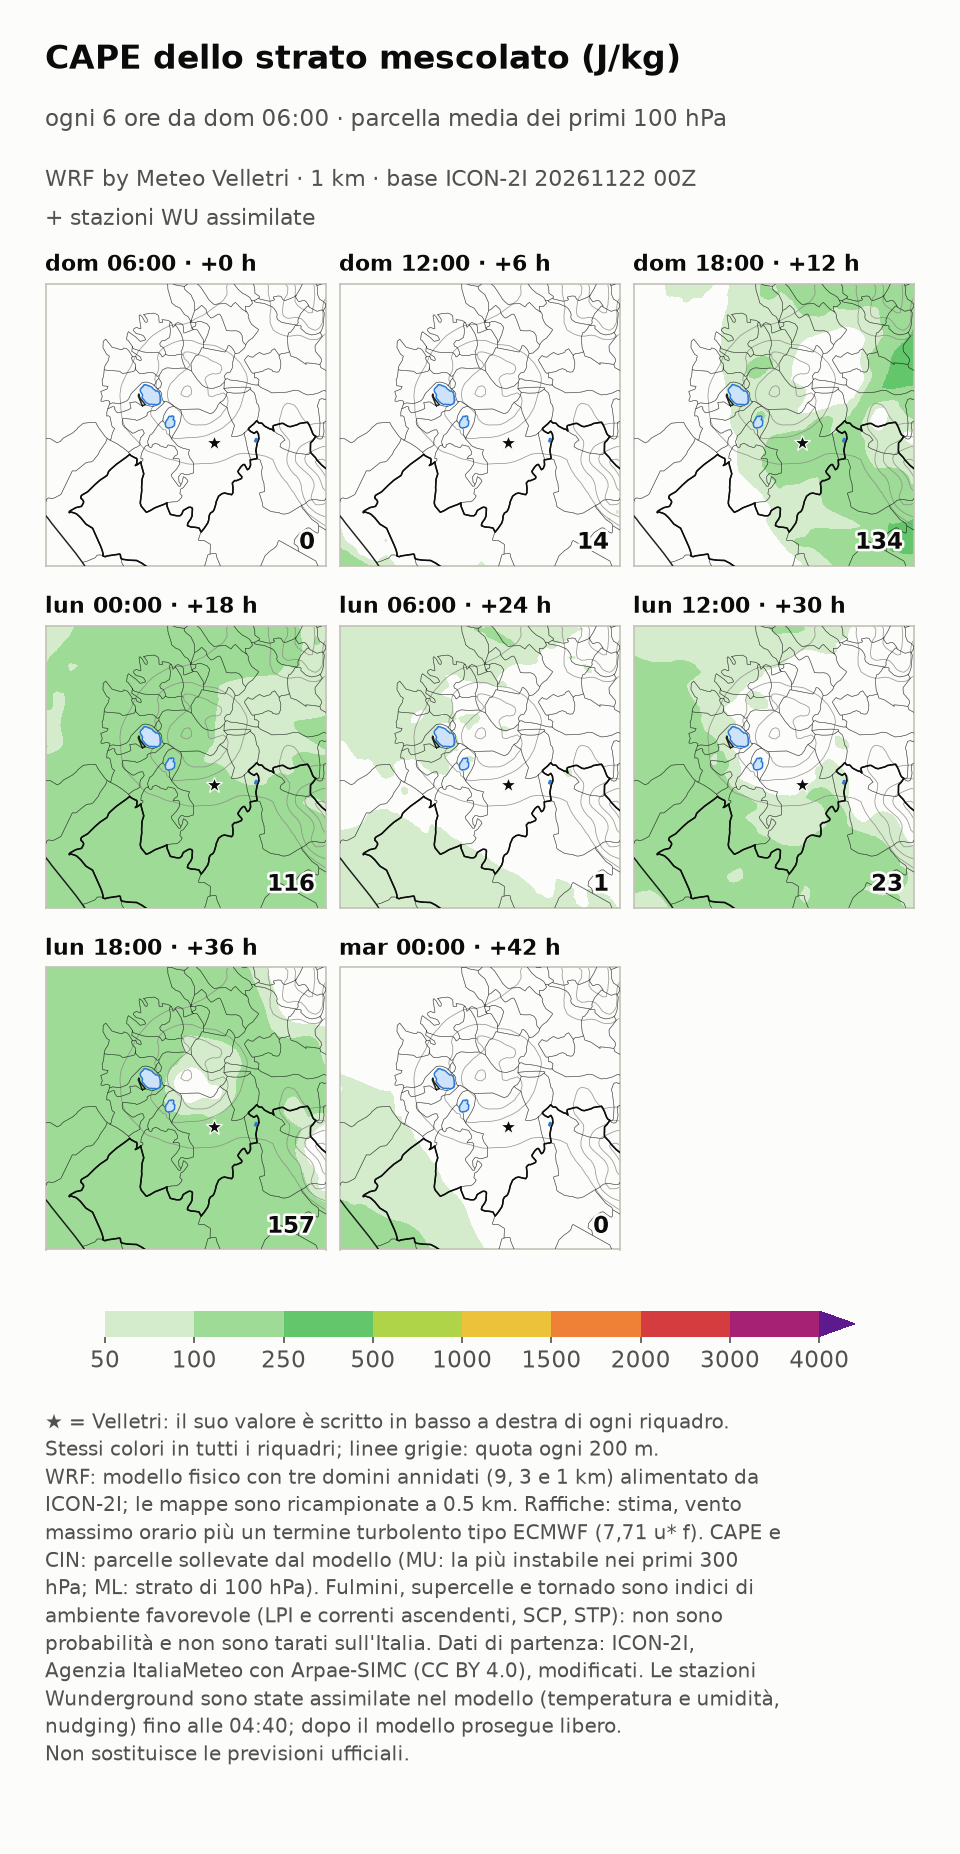 CAPE dello strato mescolato (J/kg)
ogni 6 ore da dom 06:00 · parcella media dei primi 100 hPa
WRF by Meteo Velletri · 1 km · base ICON-2I 20261122 00Z
+ stazioni WU assimilate
dom 06:00 · +0 h
dom 12:00 · +6 h
dom 18:00 · +12 h
0
14
134
lun 00:00 · +18 h
lun 06:00 · +24 h
lun 12:00 · +30 h
116
1
23
lun 18:00 · +36 h
mar 00:00 · +42 h
157
0
50 100 250 500 1000 1500 2000 3000 4000
★ = Velletri: il suo valore è scritto in basso a destra di ogni riquadro.
Stessi colori in tutti i riquadri; linee grigie: quota ogni 200 m.
WRF: modello fisico con tre domini annidati (9, 3 e 1 km) alimentato da
ICON-2I; le mappe sono ricampionate a 0.5 km. Raffiche: stima, vento
massimo orario più un termine turbolento tipo ECMWF (7,71 u* f). CAPE e
CIN: parcelle sollevate dal modello (MU: la più instabile nei primi 300
hPa; ML: strato di 100 hPa). Fulmini, supercelle e tornado sono indici di
ambiente favorevole (LPI e correnti ascendenti, SCP, STP): non sono
probabilità e non sono tarati sull'Italia. Dati di partenza: ICON-2I,
Agenzia ItaliaMeteo con Arpae-SIMC (CC BY 4.0), modificati. Le stazioni
Wunderground sono state assimilate nel modello (temperatura e umidità,
nudging) fino alle 04:40; dopo il modello prosegue libero.
Non sostituisce le previsioni ufficiali.